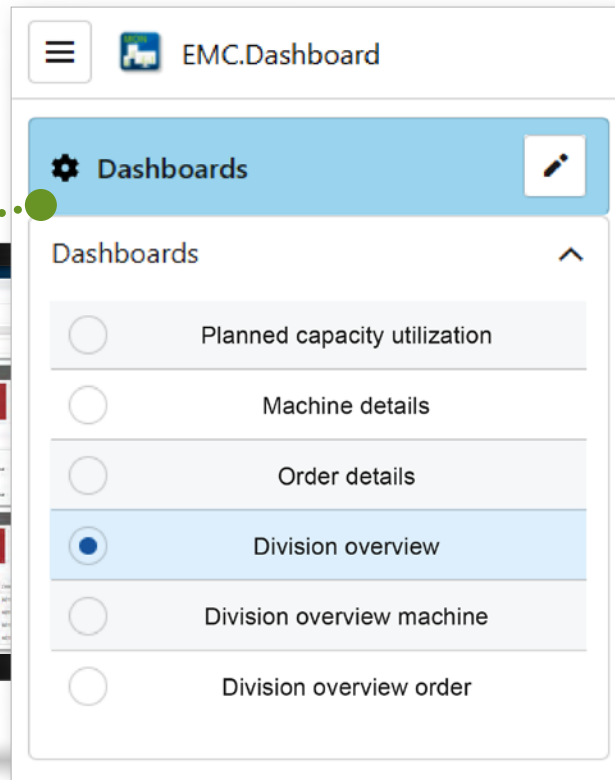 EMC.Dashboard
Dashboards
Dashboards
Planned capacity utilization
Machine details
Order details
Division overview
Division overview machine
Division overview order